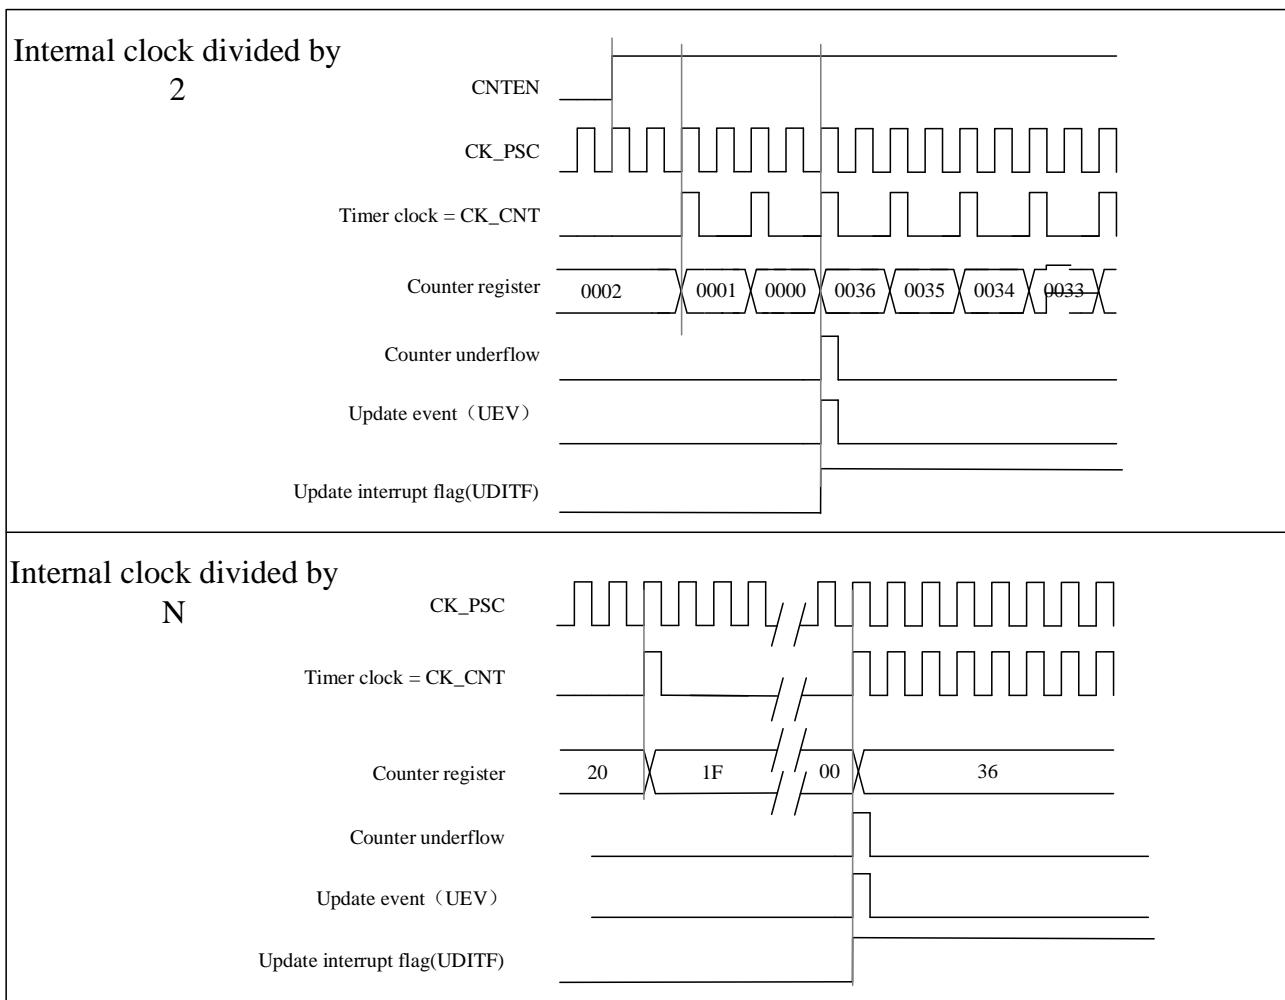 Internal clock divided by
2
CNTEN
CK_PSC
Timer clock = CK_CNT
Counter register
0002 0001 0000 0036 0035 0034 0033
Counter underflow
Update event（UEV）
Update interrupt flag(UDITF)
Internal clock divided by
N
CK_PSC
Timer clock = CK_CNT
Counter register
20 1F 00 36
Counter underflow
Update event（UEV）
Update interrupt flag(UDITF)